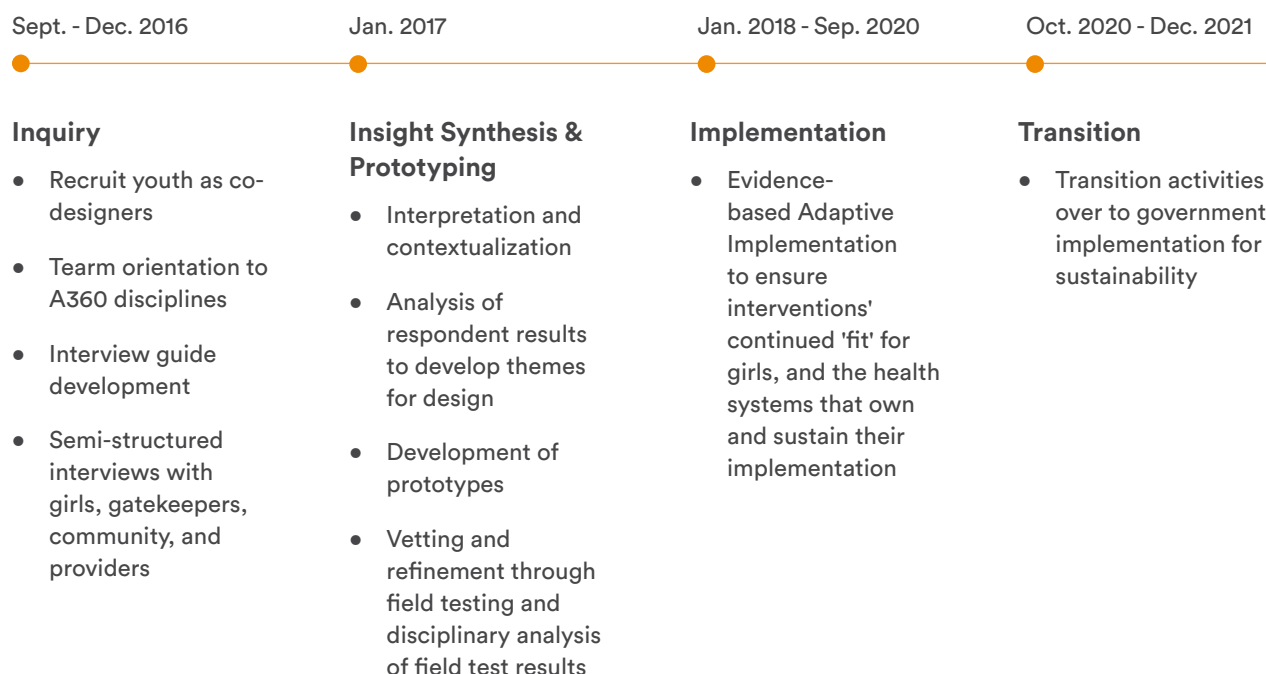 Sept. - Dec. 2016
Inquiry
● Recruit youth as co-
designers
● Tearm orientation to
A360 disciplines
● Interview guide
development
● Semi-structured
interviews with
girls, gatekeepers,
community, and
providers
Jan. 2017
Insight Synthesis &
Prototyping
● Interpretation and
contextualization
● Analysis of
respondent results
to develop themes
for design
● Development of
prototypes
● Vetting and
refinement through
field testing and
disciplinary analysis
of field test results
Jan. 2018 - Sep. 2020
Implementation
● Evidence-
based Adaptive
Implementation
to ensure
interventions'
continued 'fit' for
girls, and the health
systems that own
and sustain their
implementation
Oct. 2020 - Dec. 2021
Transition
● Transition activities
over to government
implementation for
sustainability